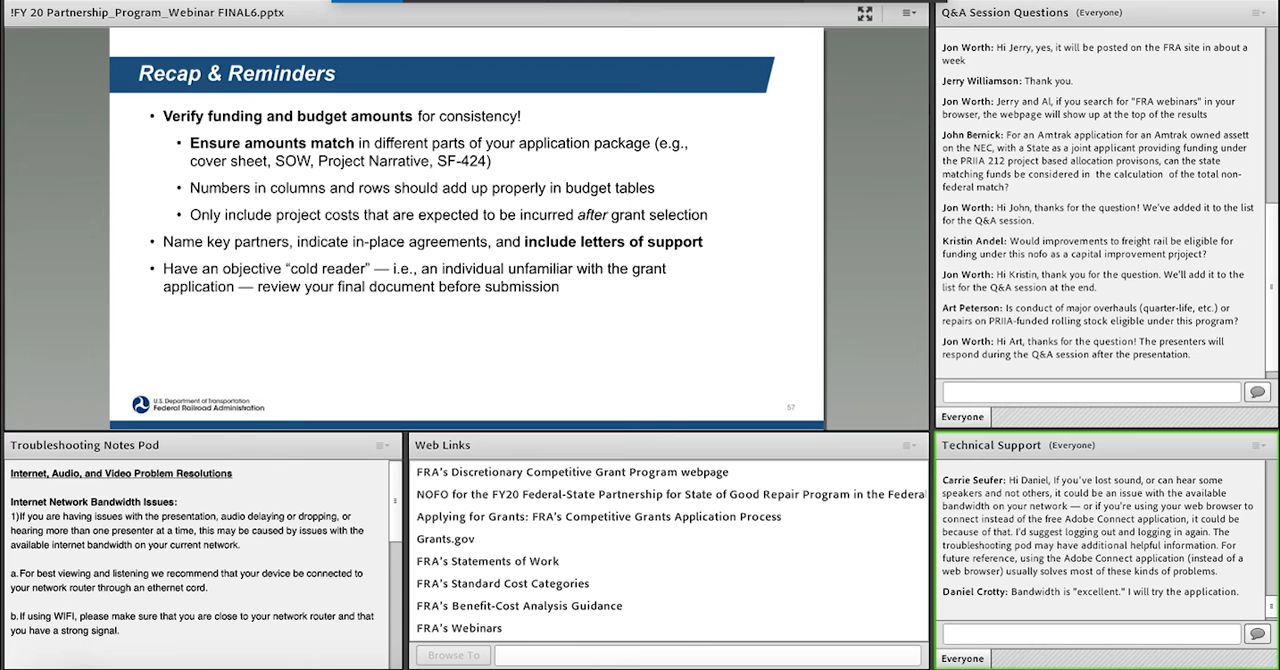 !FY 20 Partnership_Program_Webinar FINAL6.pptx
Recap & Reminders
• Verify funding and budget amounts for consistency!
• Ensure amounts match in different parts of your application package (e.g.,
cover sheet, SOW, Project Narrative, SF-424)
• Numbers in columns and rows should add up properly in budget tables
• Only include project costs that are expected to be incurred after grant selection
• Name key partners, indicate in-place agreements, and include letters of support
• Have an objective “cold reader” — i.e., an individual unfamiliar with the grant
application — review your final document before submission
U.S. Department of Transportation
Federal Railroad Administration
57
Q&A Session Questions (Everyone)
Jon Worth: Hi Jerry, yes, it will be posted on the FRA site in about a
week
Jerry Williamson: Thank you.
Jon Worth: Jerry and Al, if you search for "FRA webinars" in your
browser, the webpage will show up at the top of the results
John Bernick: For an Amtrak application for an Amtrak owned assett
on the NEC, with a State as a joint applicant providing funding under
the PRIIA 212 project based allocation provisons, can the state
matching funds be considered in the calculation of the total non-
federal match?
Jon Worth: Hi John, thanks for the question! We've added it to the list
for the Q&A session.
Kristin Andel: Would improvements to freight rail be eligible for
funding under this nofo as a capital improvement prject?
Jon Worth: Hi Kristin, thank you for the question. We'll add it to the
list for the Q&A session at the end.
Art Peterson: Is conduct of major overhauls (quarter-life, etc.) or
repairs on PRIIA-funded rolling stock eligible under this program?
Jon Worth: Hi Art, thanks for the question! The presenters will
respond during the Q&A session after the presentation.
Everyone
Troubleshooting Notes Pod
Internet, Audio, and Video Problem Resolutions
Internet Network Bandwidth Issues:
1)If you are having issues with the presentation, audio delaying or dropping, or
hearing more than one presenter at a time, this may be caused by issues with the
available internet bandwidth on your current network.
a.For best viewing and listening we recommend that your device be connected to
your network router through an ethernet cord.
b.If using WIFI, please make sure that you are close to your network router and that
you have a strong signal.
Web Links
FRA's Discretionary Competitive Grant Program webpage
NOFO for the FY20 Federal-State Partnership for State of Good Repair Program in the Federal
Applying for Grants: FRA's Competitive Grants Application Process
Grants.gov
FRA's Statements of Work
FRA's Standard Cost Categories
FRA's Benefit-Cost Analysis Guidance
FRA's Webinars
Browse To
Technical Support (Everyone)
Carrie Seufer: Hi Daniel, If you've lost sound, or can hear some
speakers and not others, it could be an issue with the available
bandwidth on your network — or if you're using your web browser to
connect instead of the free Adobe Connect application, it could be
because of that. I'd suggest logging out and logging in again. The
troubleshooting pod may have additional helpful information. For
future reference, using the Adobe Connect application (instead of a
web browser) usually solves most of these kinds of problems.
Daniel Crotty: Bandwidth is "excellent." I will try the application.
Everyone